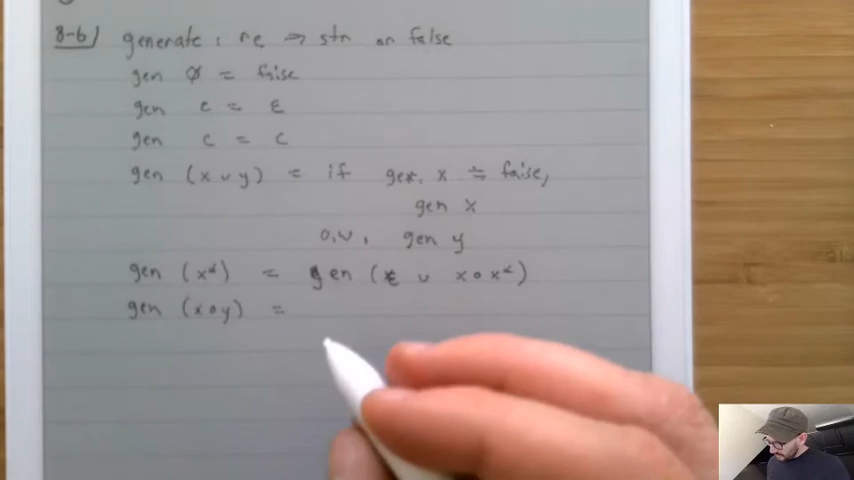 8-6/ generate : re → str or false
gen ∅ = false
gen ε = ε
gen c = c
gen (x ∪ y) = if gen x ≠ false,
gen x
o.w. gen y
gen (x*) = gen (ε ∪ x∘x*)
gen (x∘y) =